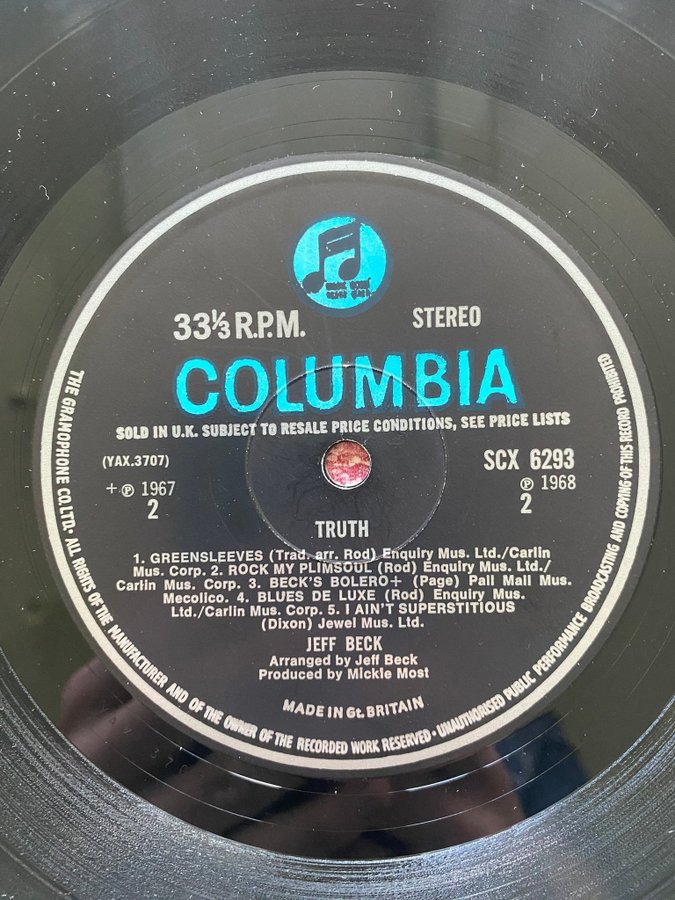 33⅓ R.P.M.
STEREO
COLUMBIA
SOLD IN U.K. SUBJECT TO RESALE PRICE CONDITIONS, SEE PRICE LISTS
(YAX.3707)
SCX 6293
+ ℗ 1967
℗ 1968
2
2
TRUTH
1. GREENSLEEVES (Trad. arr. Rod) Enquiry Mus. Ltd./Carlin
Mus. Corp. 2. ROCK MY PLIMSOUL (Rod) Enquiry Mus. Ltd./
Carlin Mus. Corp. 3. BECK'S BOLERO+ (Page) Pall Mall Mus.
Mecolico. 4. BLUES DE LUXE (Rod) Enquiry Mus.
Ltd./Carlin Mus. Corp. 5. I AIN'T SUPERSTITIOUS
(Dixon) Jewel Mus. Ltd.
JEFF BECK
Arranged by Jeff Beck
Produced by Mickie Most
MADE IN Gt. BRITAIN
THE GRAMOPHONE CO. LTD. • ALL RIGHTS OF THE MANUFACTURER AND OF THE OWNER OF THE RECORDED WORK RESERVED • UNAUTHORISED PUBLIC PERFORMANCE BROADCASTING AND COPYING OF THIS RECORD PROHIBITED